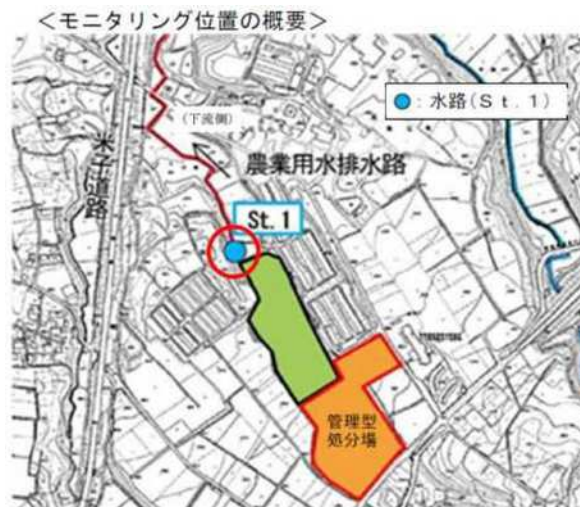 ＜モニタリング位置の概要＞
：水路（Ｓｔ．１）
（下流側）
米子道路
農業用水排水路
St. 1
管理型
処分場